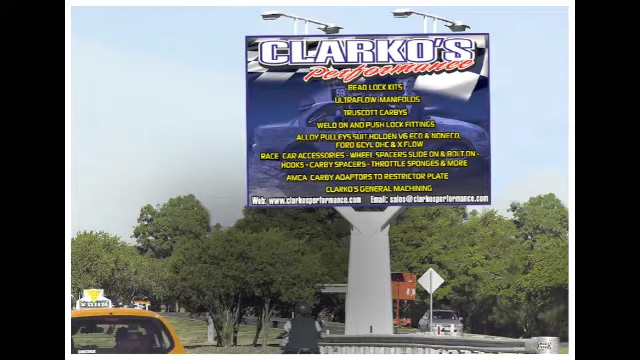 CLARKO'S
Performance
BEAD LOCK KITS
ULTRAFLOW MANIFOLDS
TRUSCOTT CARBYS
WELD ON AND PUSH LOCK FITTINGS
ALLOY PULLEYS SUIT HOLDEN V6 ECO & NONECO,
FORD 6CYL OHC & X FLOW
RACE CAR ACCESSORIES - WHEEL SPACERS SLIDE ON & BOLT ON -
HOOKS - CARBY SPACERS - THROTTLE SPONGES & MORE
AMCA CARBY ADAPTORS TO RESTRICTOR PLATE
CLARKO'S GENERAL MACHINING
Web: www.clarkosperformance.com Email: sales@clarkosperformance.com